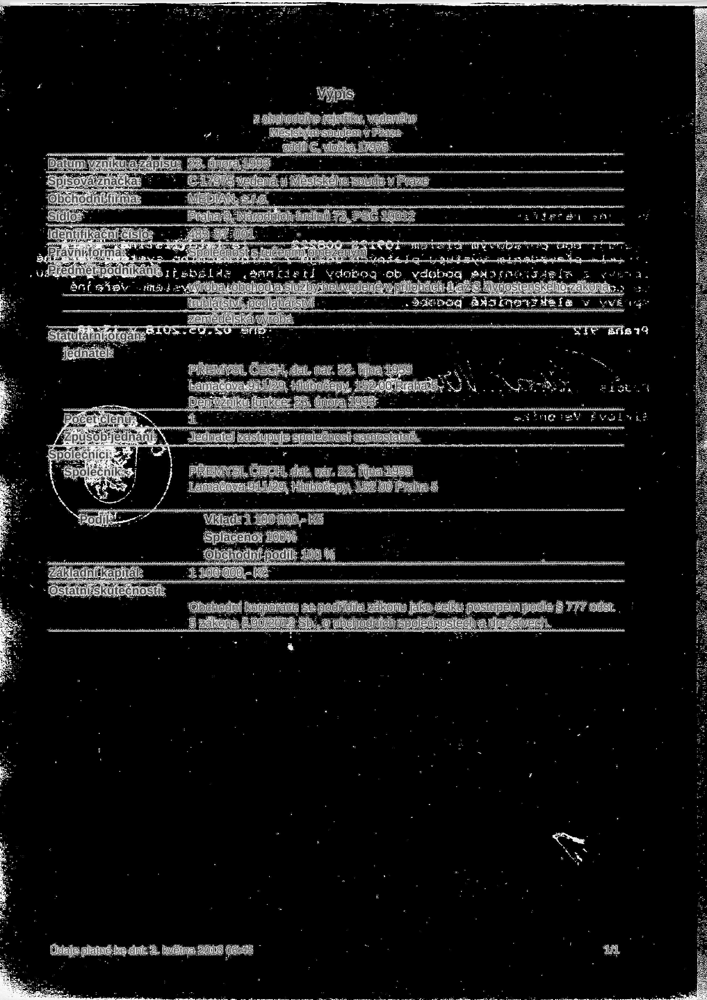 Výpis
z obchodního rejstříku, vedeného
Městským soudem v Praze
oddíl C, vložka 17975
Datum vzniku a zápisu: 23. února 1993
Spisová značka: C 17975 vedená u Městského soudu v Praze
Obchodní firma: MEDIAN, s.r.o.
Sídlo: Praha 9, Národních hrdinů 73, PSČ 19012
Identifikační číslo: 485 87 001
Právní forma: Společnost s ručením omezeným
Předmět podnikání:
výroba, obchod a služby neuvedené v přílohách 1 až 3 živnostenského zákona
truhlářství, podlahářství
zemědělská výroba
Statutární orgán:
jednatel:
PŘEMYSL ČECH, dat. nar. 22. října 1959
Lamačova 911/29, Hlubočepy, 152 00 Praha 5
Den vzniku funkce: 23. února 1993
Počet členů: 1
Způsob jednání: Jednatel zastupuje společnost samostatně.
Společníci:
Společník: PŘEMYSL ČECH, dat. nar. 22. října 1959
Lamačova 911/29, Hlubočepy, 152 00 Praha 5
Podíl: Vklad: 1 100 000,- Kč
Splaceno: 100%
Obchodní podíl: 100 %
Základní kapitál: 1 100 000,- Kč
Ostatní skutečnosti:
Obchodní korporace se podřídila zákonu jako celku postupem podle § 777 odst.
5 zákona č.90/2012 Sb., o obchodních společnostech a družstvech.
Údaje platné ke dni: 2. května 2018 06:45 1/1